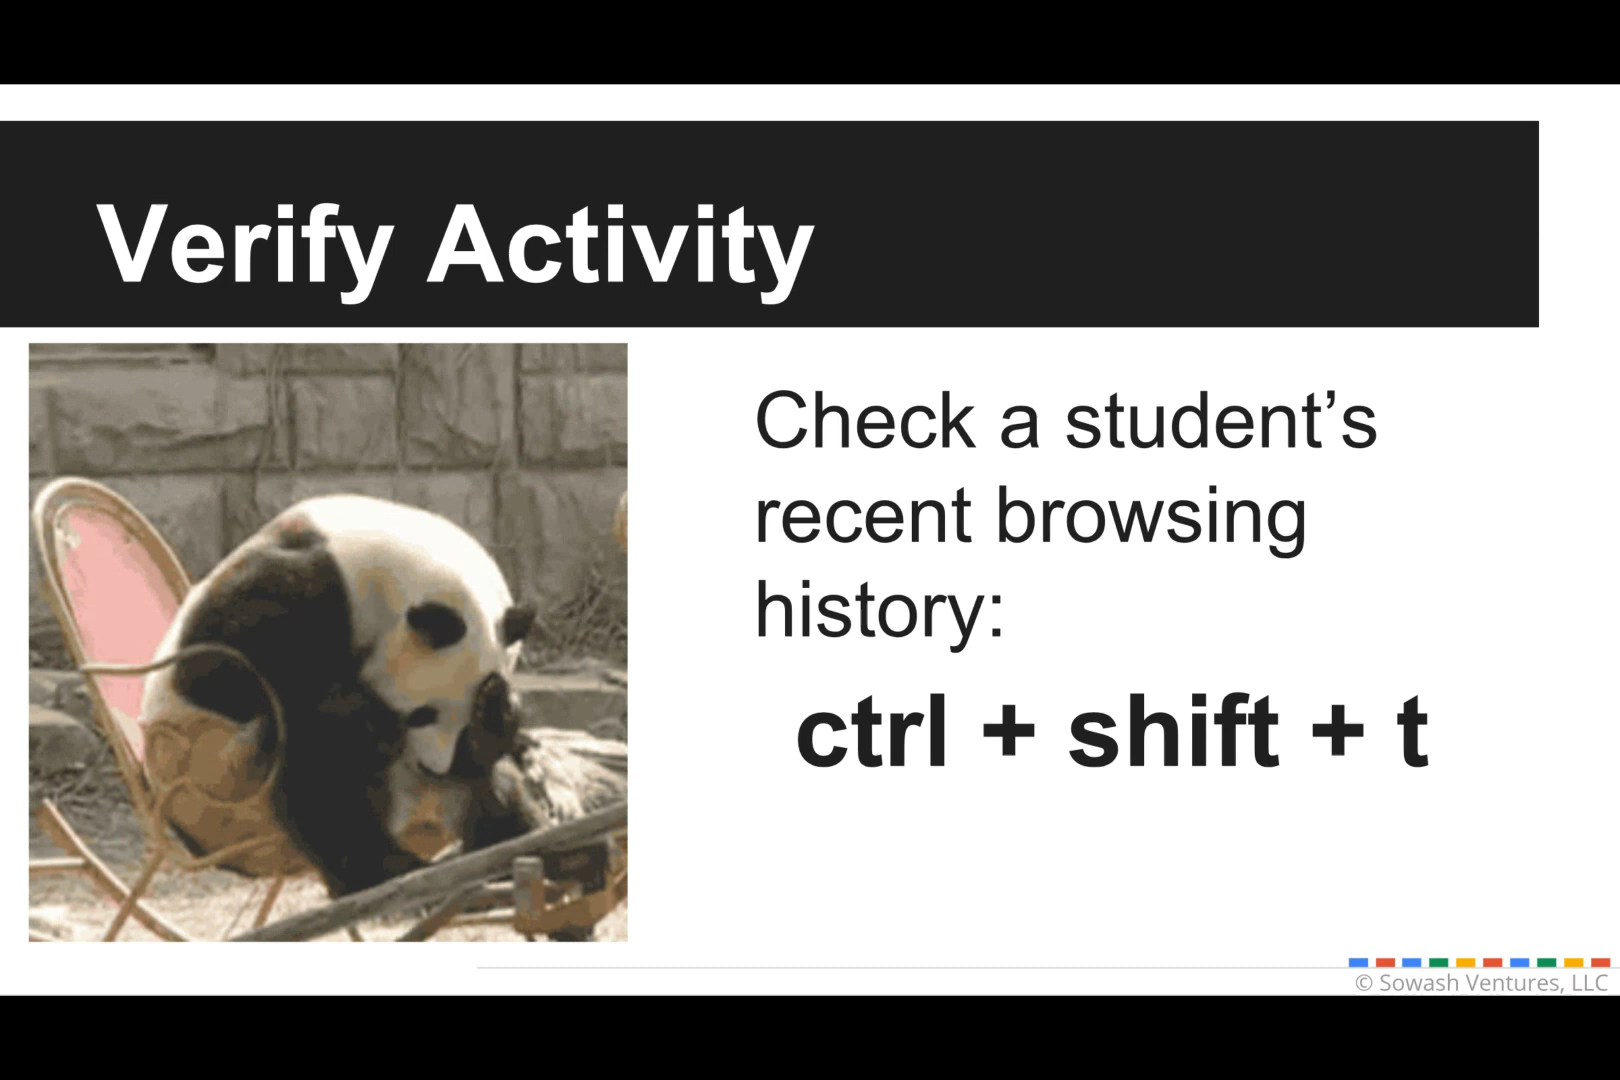 Verify Activity
Check a student’s
recent browsing
history:
ctrl + shift + t
© Sowash Ventures, LLC